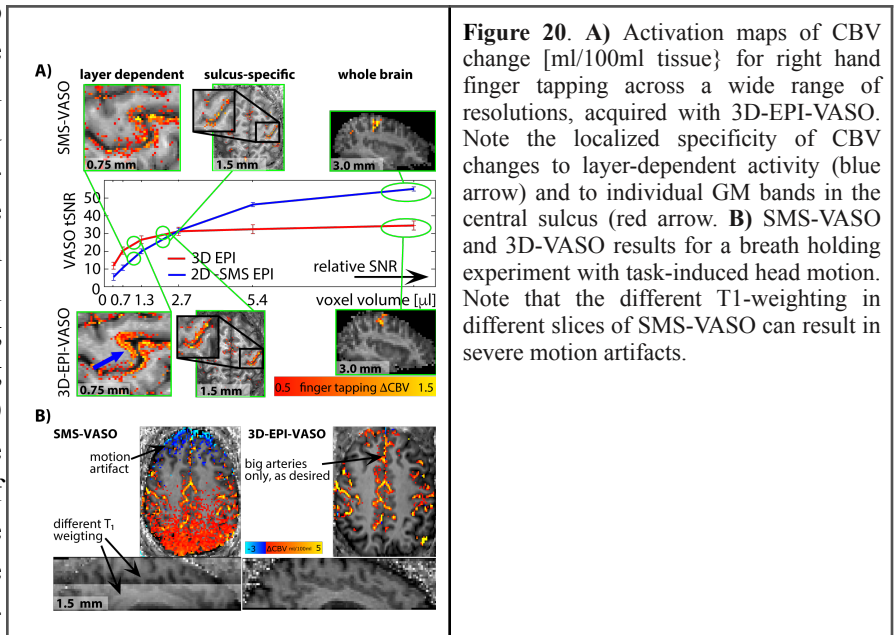 A)
layer dependent sulcus-specific whole brain
SMS-VASO
0.75 mm 1.5 mm 3.0 mm
VASO tSNR
50
40
30
20
10
0
3D EPI
2D -SMS EPI
relative SNR
0 0.7 1.3 2.7 5.4 voxel volume [µl]
3D-EPI-VASO
0.75 mm 1.5 mm 3.0 mm
0.5 finger tapping ΔCBV 1.5
B)
SMS-VASO 3D-EPI-VASO
motion
artifact
big arteries
only, as desired
different T1
weigting
-3 ΔCBV ml/100ml 5
1.5 mm
Figure 20. A) Activation maps of CBV
change [ml/100ml tissue} for right hand
finger tapping across a wide range of
resolutions, acquired with 3D-EPI-VASO.
Note the localized specificity of CBV
changes to layer-dependent activity (blue
arrow) and to individual GM bands in the
central sulcus (red arrow. B) SMS-VASO
and 3D-VASO results for a breath holding
experiment with task-induced head motion.
Note that the different T1-weighting in
different slices of SMS-VASO can result in
severe motion artifacts.